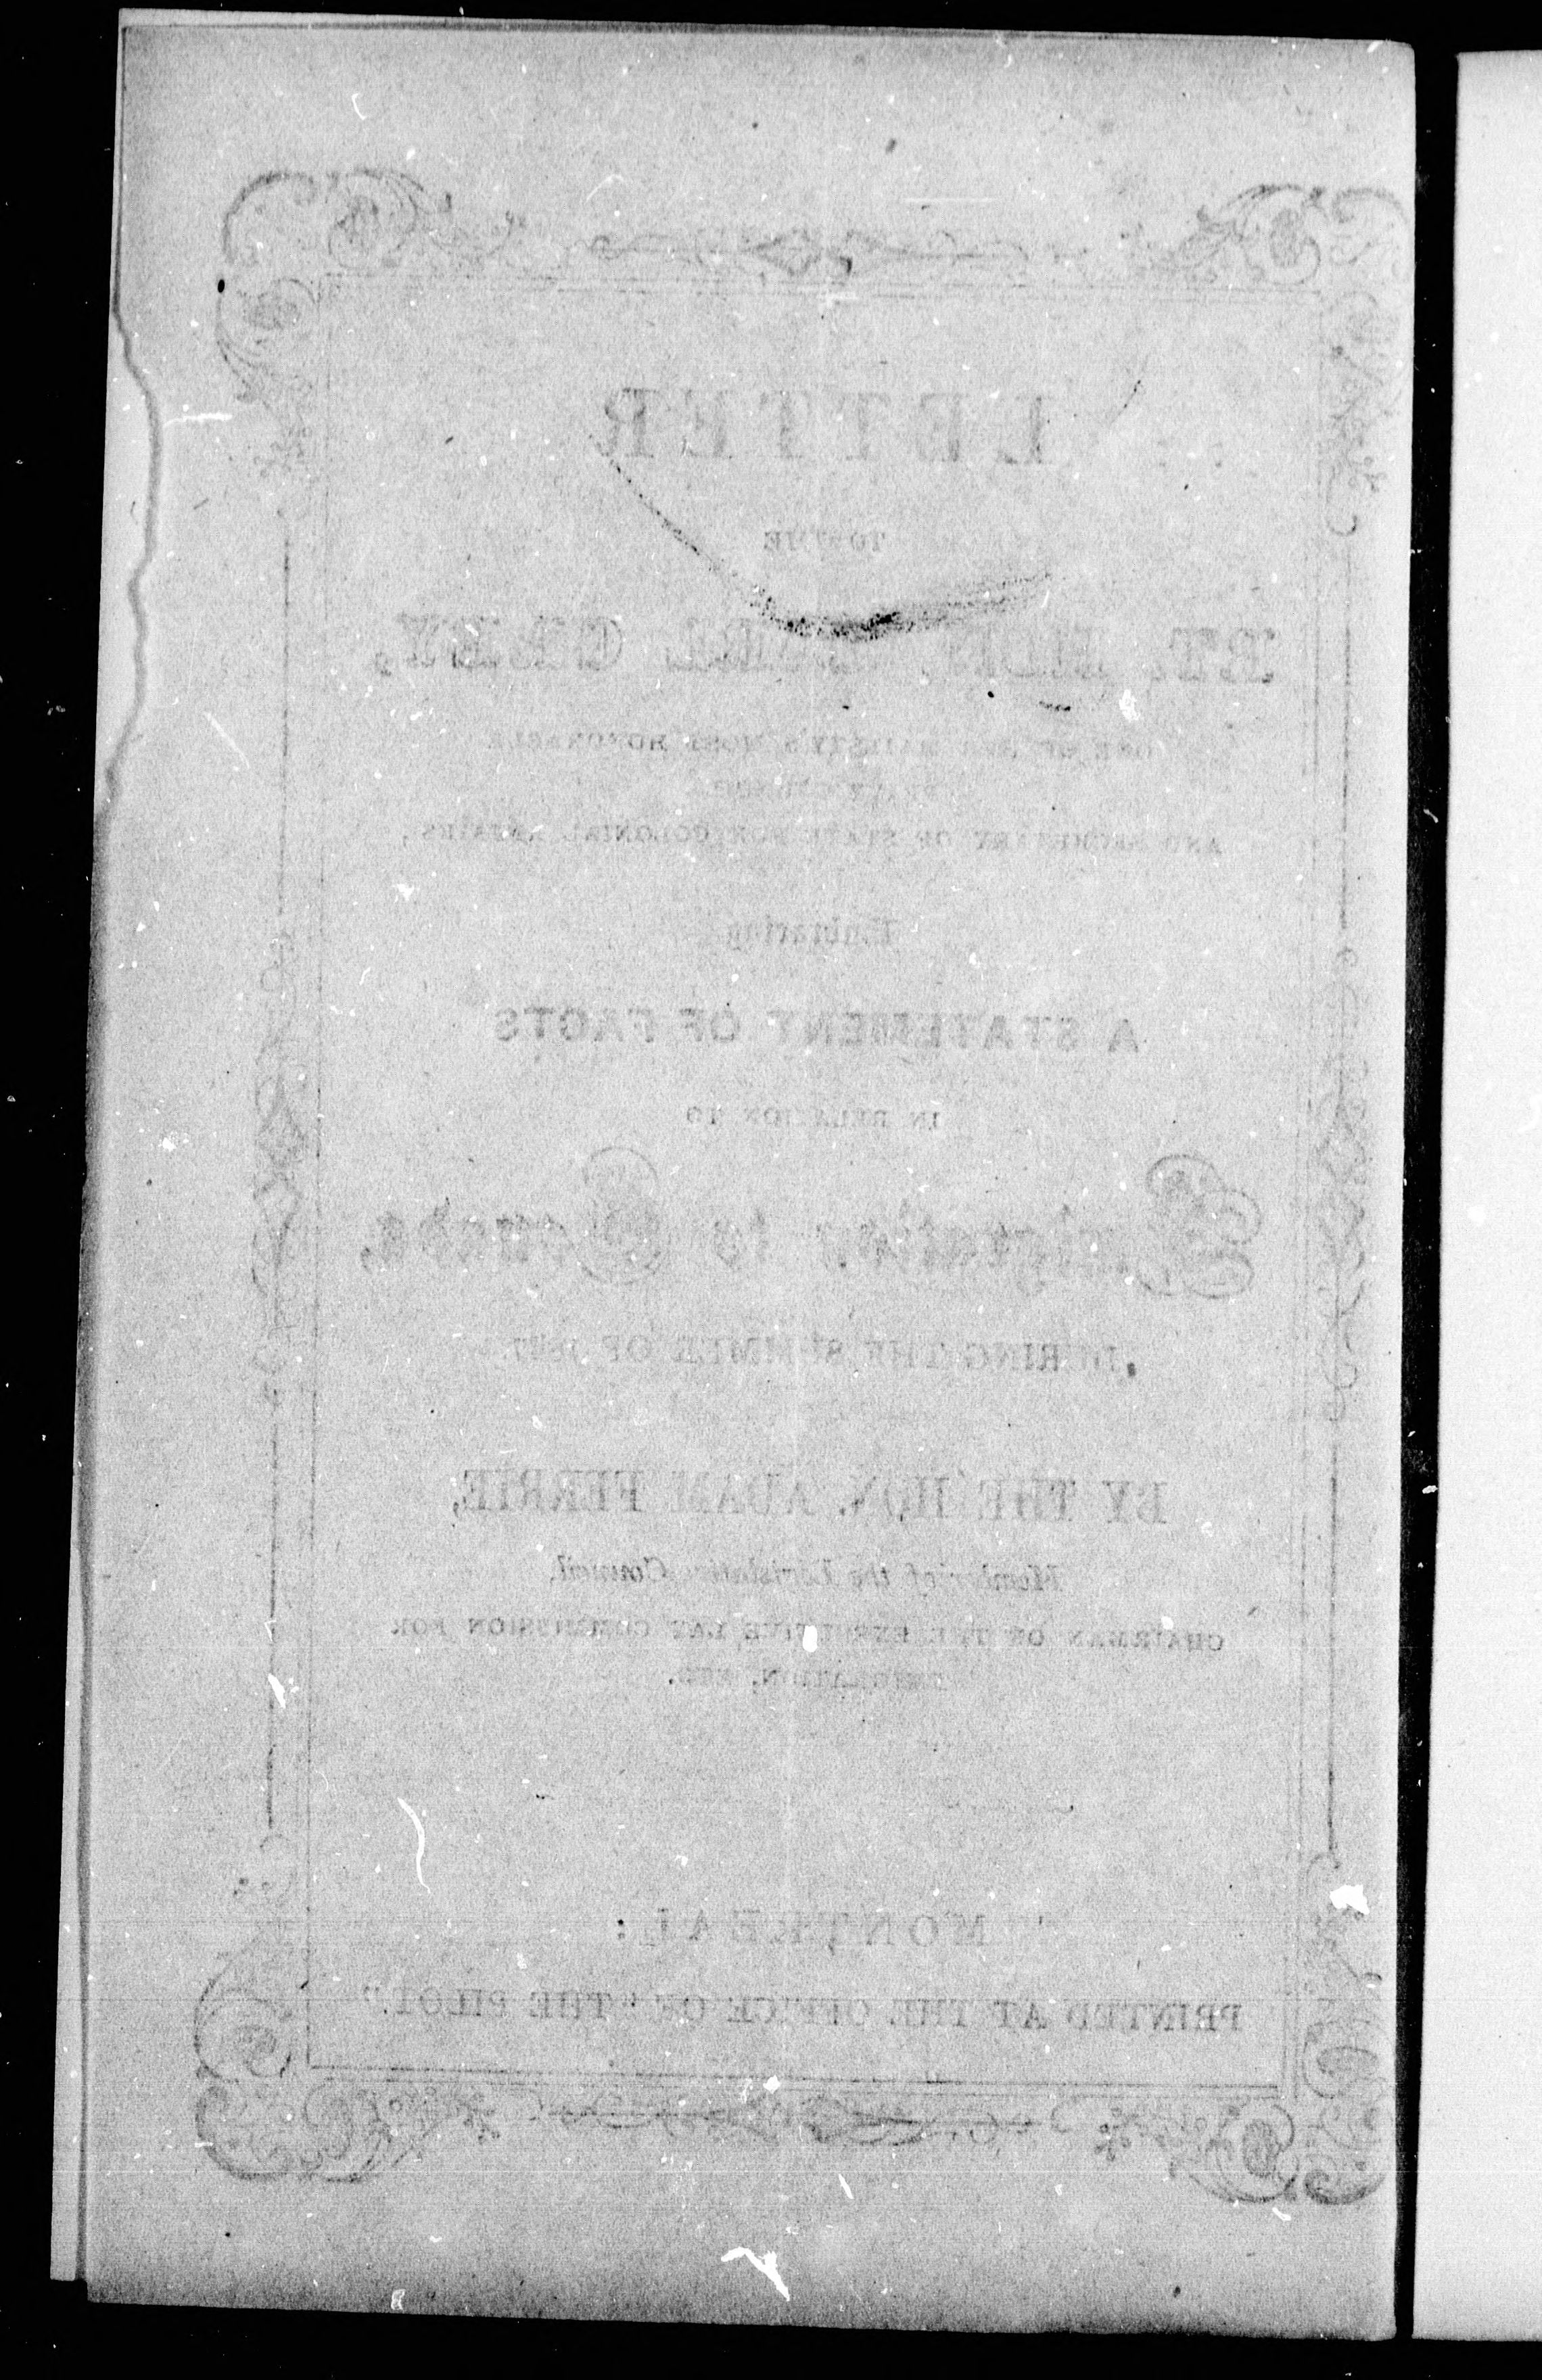 LETTER
TO THE
RT. HON. EARL GREY,
ONE OF HER MAJESTY'S MOST HONORABLE
PRIVY COUNCIL
AND SECRETARY OF STATE FOR COLONIAL AFFAIRS,
Embracing
A STATEMENT OF FACTS
IN RELATION TO
Emigration to Canada,
DURING THE SUMMER OF 1847.
BY THE HON. ADAM FERRIE,
Member of the Legislative Council,
CHAIRMAN OF THE EXECUTIVE LAY COMMISSION FOR
EMIGRATION, ETC.
MONTREAL:
PRINTED AT THE OFFICE OF "THE PILOT."